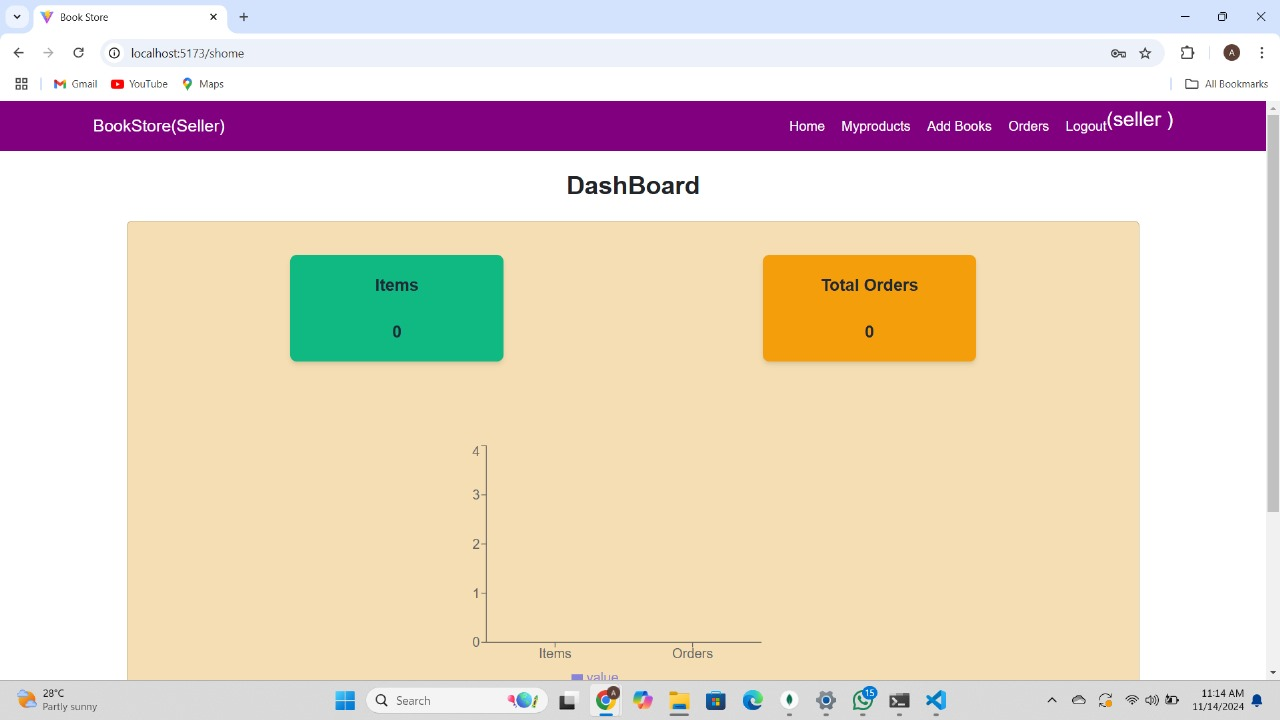 Book Store
localhost:5173/shome
A
Gmail
YouTube
Maps
All Bookmarks
BookStore(Seller)
Home Myproducts Add Books Orders Logout(seller )
DashBoard
Items
0
Total Orders
0
4
3
2
1
0
Items Orders
value
28°C
Partly sunny
Search
A
15
11:14 AM
11/14/2024